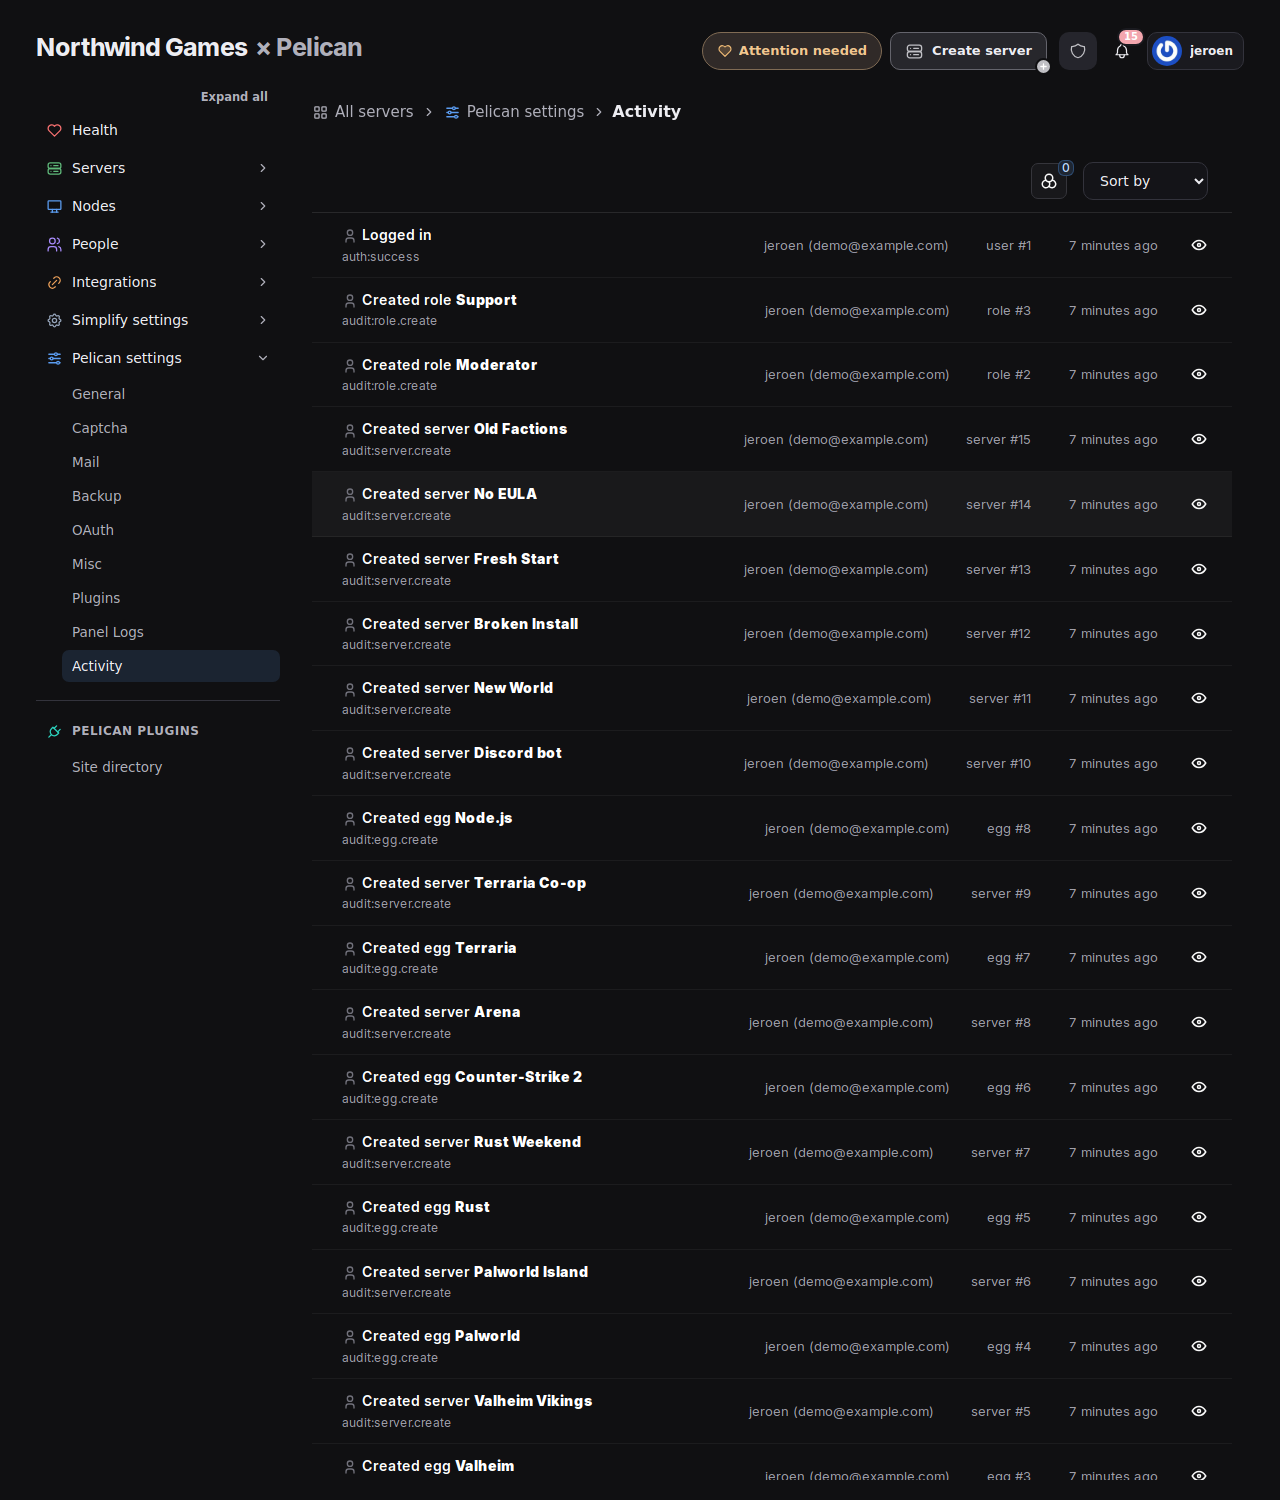 Northwind Games × Pelican
Attention needed
Create server
15
jeroen
Expand all
Health
Servers
Nodes
People
Integrations
Simplify settings
Pelican settings
General
Captcha
Mail
Backup
OAuth
Misc
Plugins
Panel Logs
Activity
PELICAN PLUGINS
Site directory
All servers > Pelican settings > Activity
0
Sort by
Logged in
auth:success
jeroen (demo@example.com) user #1 7 minutes ago
Created role Support
audit:role.create
jeroen (demo@example.com) role #3 7 minutes ago
Created role Moderator
audit:role.create
jeroen (demo@example.com) role #2 7 minutes ago
Created server Old Factions
audit:server.create
jeroen (demo@example.com) server #15 7 minutes ago
Created server No EULA
audit:server.create
jeroen (demo@example.com) server #14 7 minutes ago
Created server Fresh Start
audit:server.create
jeroen (demo@example.com) server #13 7 minutes ago
Created server Broken Install
audit:server.create
jeroen (demo@example.com) server #12 7 minutes ago
Created server New World
audit:server.create
jeroen (demo@example.com) server #11 7 minutes ago
Created server Discord bot
audit:server.create
jeroen (demo@example.com) server #10 7 minutes ago
Created egg Node.js
audit:egg.create
jeroen (demo@example.com) egg #8 7 minutes ago
Created server Terraria Co-op
audit:server.create
jeroen (demo@example.com) server #9 7 minutes ago
Created egg Terraria
audit:egg.create
jeroen (demo@example.com) egg #7 7 minutes ago
Created server Arena
audit:server.create
jeroen (demo@example.com) server #8 7 minutes ago
Created egg Counter-Strike 2
audit:egg.create
jeroen (demo@example.com) egg #6 7 minutes ago
Created server Rust Weekend
audit:server.create
jeroen (demo@example.com) server #7 7 minutes ago
Created egg Rust
audit:egg.create
jeroen (demo@example.com) egg #5 7 minutes ago
Created server Palworld Island
audit:server.create
jeroen (demo@example.com) server #6 7 minutes ago
Created egg Palworld
audit:egg.create
jeroen (demo@example.com) egg #4 7 minutes ago
Created server Valheim Vikings
audit:server.create
jeroen (demo@example.com) server #5 7 minutes ago
Created egg Valheim
jeroen (demo@example.com) egg #3 7 minutes ago